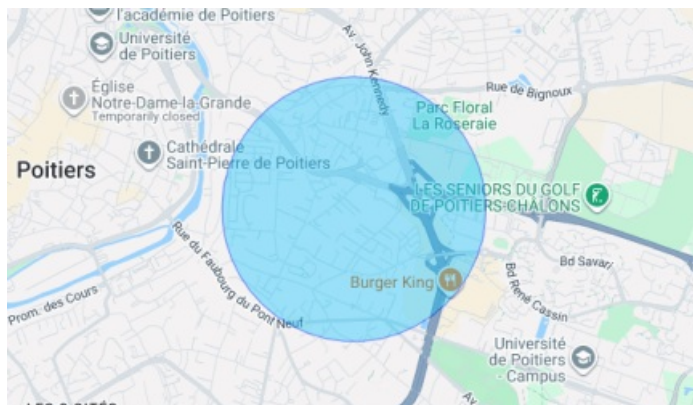 l'académie de Poitiers
Université
de Poitiers
Av. John Kennedy
Rue de Bignoux
Église
Notre-Dame-la-Grande
Temporarily closed
Parc Floral
La Roseraie
Cathédrale
Saint-Pierre de Poitiers
Poitiers
LES SENIORS DU GOLF
DE POITIERS-CHÂLONS
Rue du Faubourg du Pont Neuf
Bd Savari
Burger King
Bd René Cassin
Prom. des Cours
Université
de Poitiers
- Campus
Av